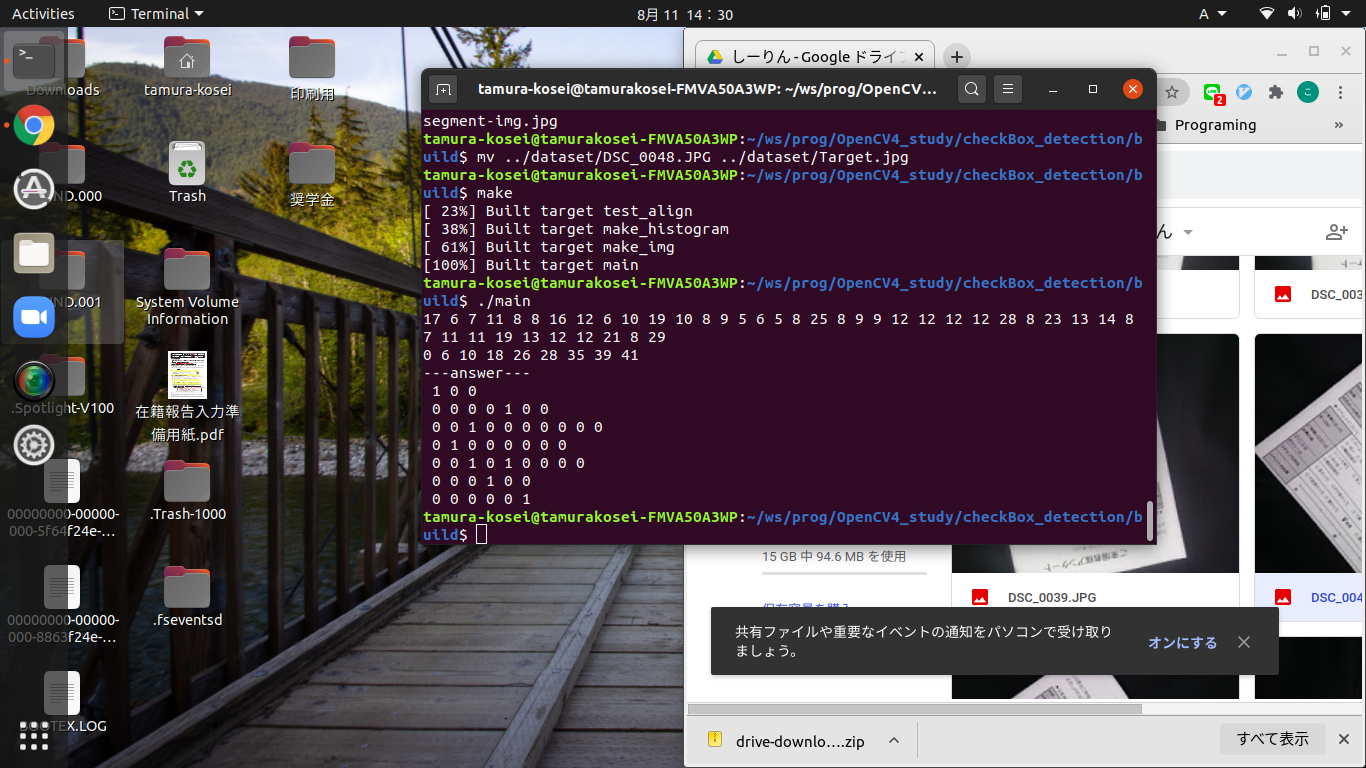 Activities
Terminal
8月 11 14：30
A
Downloads
tamura-kosei
印刷用
Trash
奨学金
System Volume
Information
.Spotlight-V100
在籍報告入力準
備用紙.pdf
00000000-00000-
000-5f64f24e-...
.Trash-1000
00000000-00000-
000-8863f24e-...
.fseventsd
BOOTEX.LOG
しーりん - Google ドライ
tamura-kosei@tamurakosei-FMVA50A3WP: ~/ws/prog/OpenCV...
2
こ
Programing
»
segment-img.jpg
tamura-kosei@tamurakosei-FMVA50A3WP:~/ws/prog/OpenCV4_study/checkBox_detection/b
uild$ mv ../dataset/DSC_0048.JPG ../dataset/Target.jpg
tamura-kosei@tamurakosei-FMVA50A3WP:~/ws/prog/OpenCV4_study/checkBox_detection/b
uild$ make
[ 23%] Built target test_align
[ 38%] Built target make_histogram
[ 61%] Built target make_img
[100%] Built target main
tamura-kosei@tamurakosei-FMVA50A3WP:~/ws/prog/OpenCV4_study/checkBox_detection/b
uild$ ./main
17 6 7 11 8 8 16 12 6 10 19 10 8 9 5 6 5 8 25 8 9 9 12 12 12 12 28 8 23 13 14 8
7 11 11 19 13 12 12 21 8 29
0 6 10 18 26 28 35 39 41
---answer---
1 0 0
0 0 0 0 1 0 0
0 0 1 0 0 0 0 0 0 0
0 1 0 0 0 0 0 0
0 0 1 0 1 0 0 0 0
0 0 0 1 0 0
0 0 0 0 0 1
tamura-kosei@tamurakosei-FMVA50A3WP:~/ws/prog/OpenCV4_study/checkBox_detection/b
uild$
ん
DSC_003
15 GB 中 94.6 MB を使用
保存容量を購入
DSC_0039.JPG
DSC_004
共有ファイルや重要なイベントの通知をパソコンで受け取り
ましょう。
オンにする
drive-downlo....zip
すべて表示